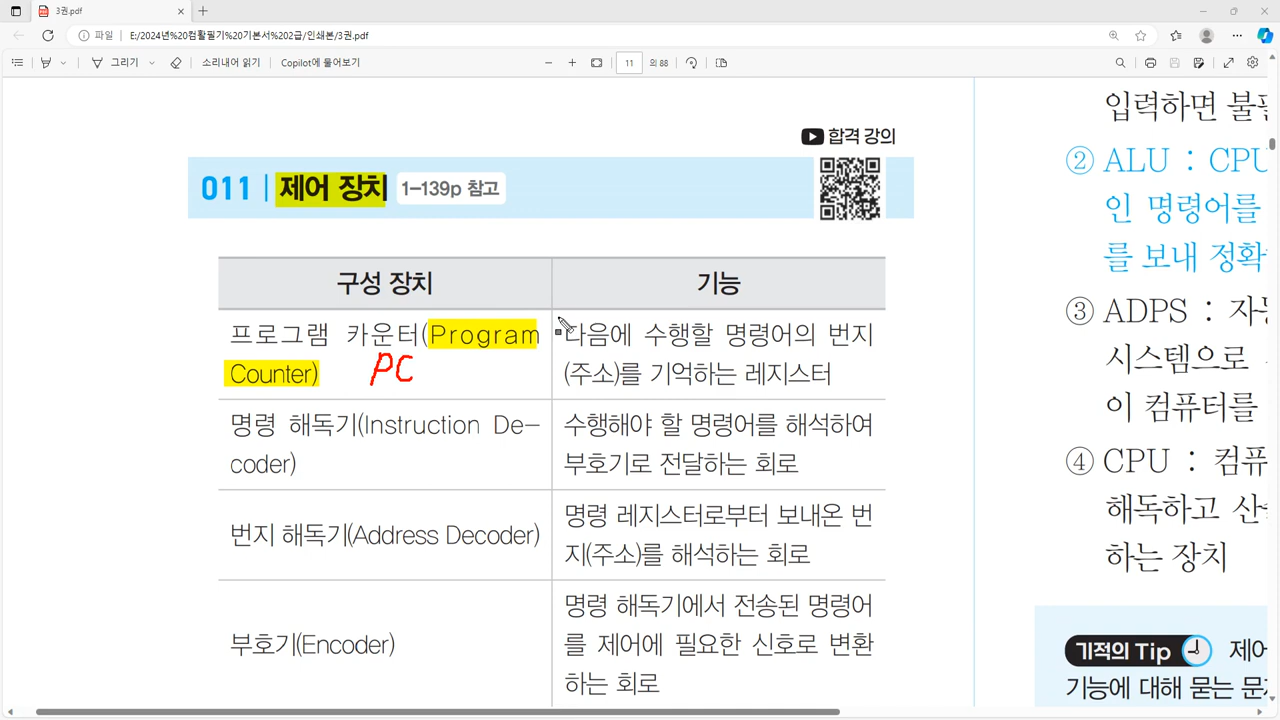 3권.pdf
파일
E:/2024년%20컴활필기%20기본서%202급/인쇄본/3권.pdf
그리기
소리내어 읽기
Copilot에 물어보기
11
의 88
합격 강의
011 제어 장치 1-139p 참고
구성 장치
기능
프로그램 카운터(Program
Counter) PC
다음에 수행할 명령어의 번지
(주소)를 기억하는 레지스터
명령 해독기(Instruction De-
coder)
수행해야 할 명령어를 해석하여
부호기로 전달하는 회로
번지 해독기(Address Decoder)
명령 레지스터로부터 보내온 번
지(주소)를 해석하는 회로
부호기(Encoder)
명령 해독기에서 전송된 명령어
를 제어에 필요한 신호로 변환
하는 회로
입력하면
② ALU : CPU
인 명령어를
를 보내
③ ADPS :
시스템으로
이 컴퓨터를
④ CPU :
해독하고
하는 장치
기적의 Tip
기능에 대해 묻는